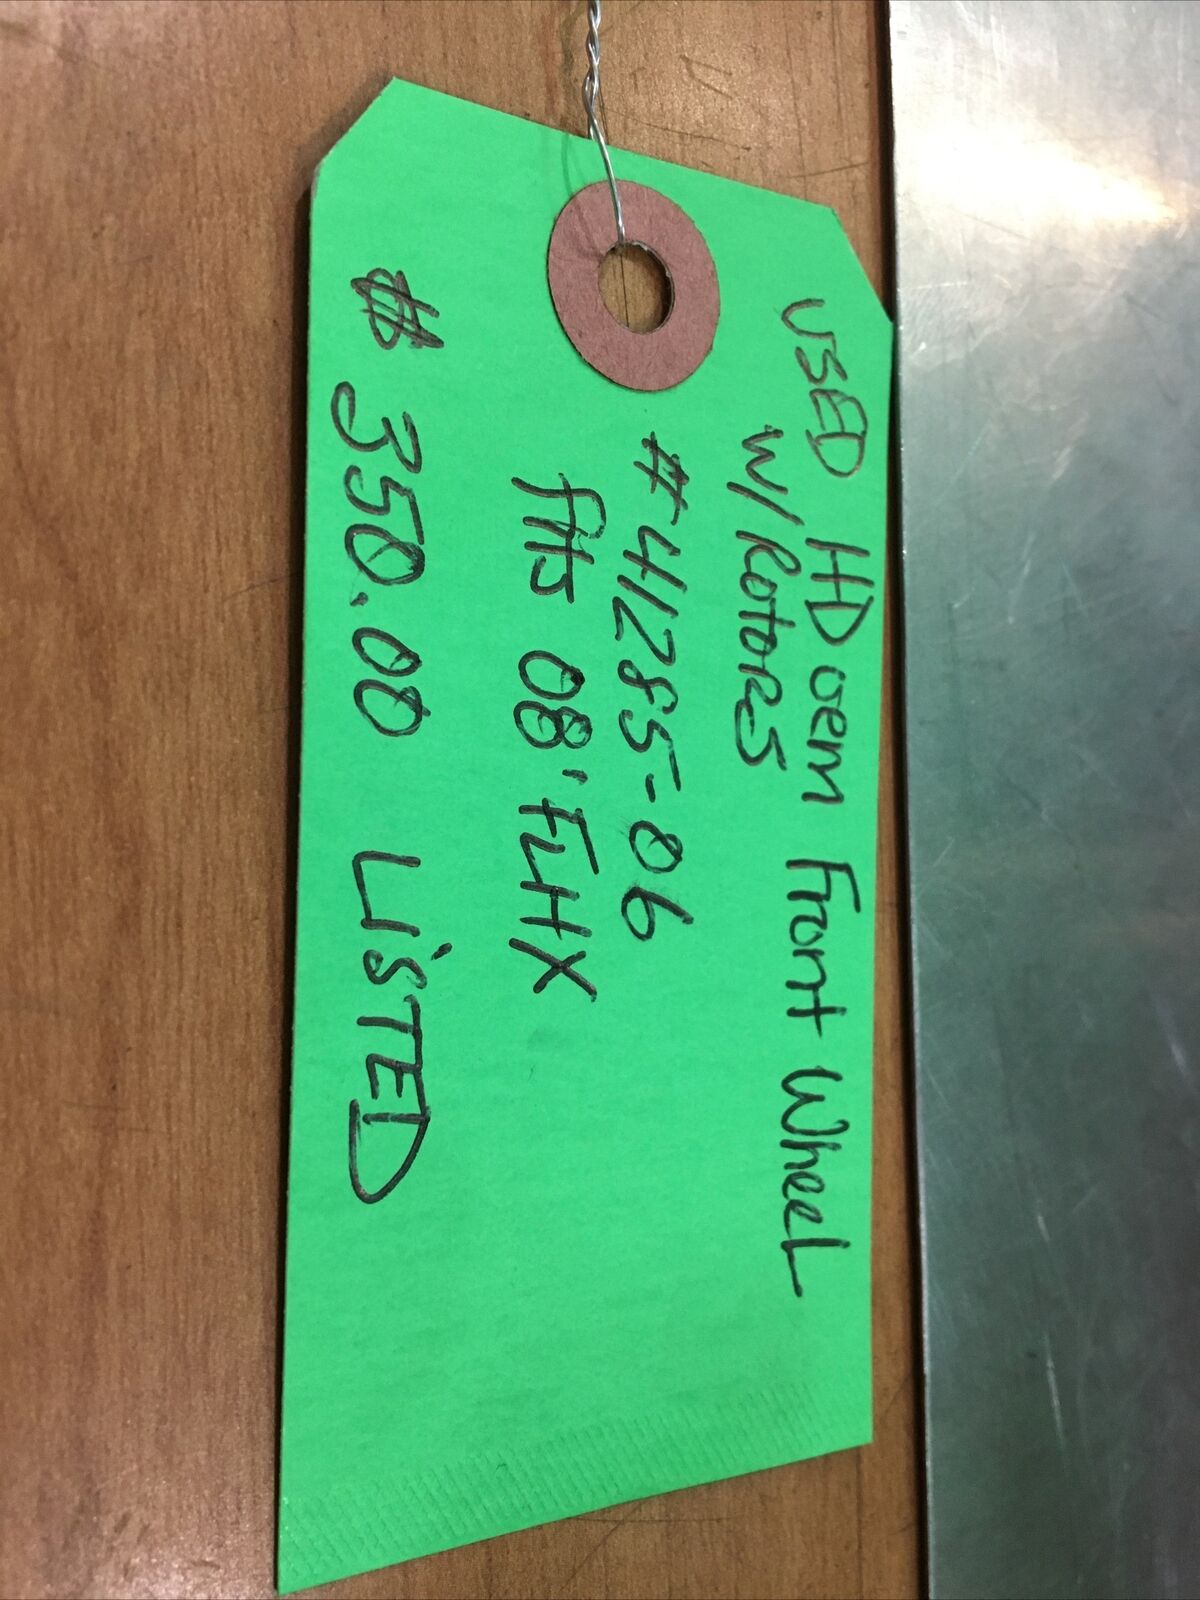 USED HD oem Front Wheel
W/Rotors
#41285-06
fits 08' FLHX
$350.00 LiSTED